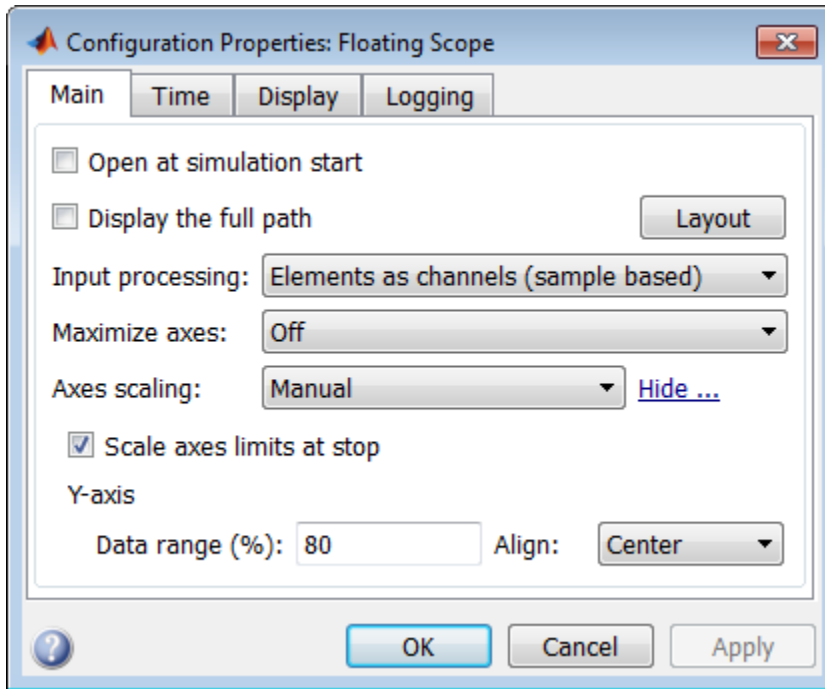 Configuration Properties: Floating Scope
Main Time Display Logging
Open at simulation start
Display the full path Layout
Input processing: Elements as channels (sample based)
Maximize axes: Off
Axes scaling: Manual Hide ...
Scale axes limits at stop
Y-axis
Data range (%): 80 Align: Center
? OK Cancel Apply